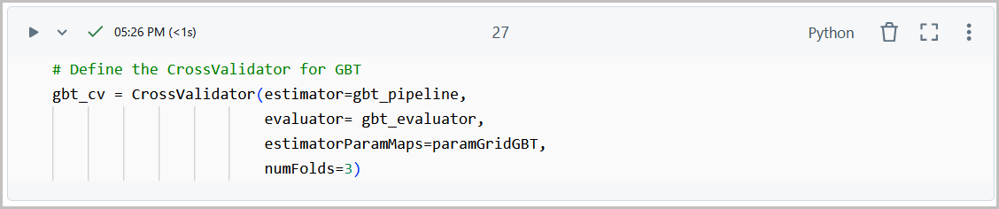 05:26 PM (<1s) 27 Python
# Define the CrossValidator for GBT
gbt_cv = CrossValidator(estimator=gbt_pipeline,
evaluator= gbt_evaluator,
estimatorParamMaps=paramGridGBT,
numFolds=3)